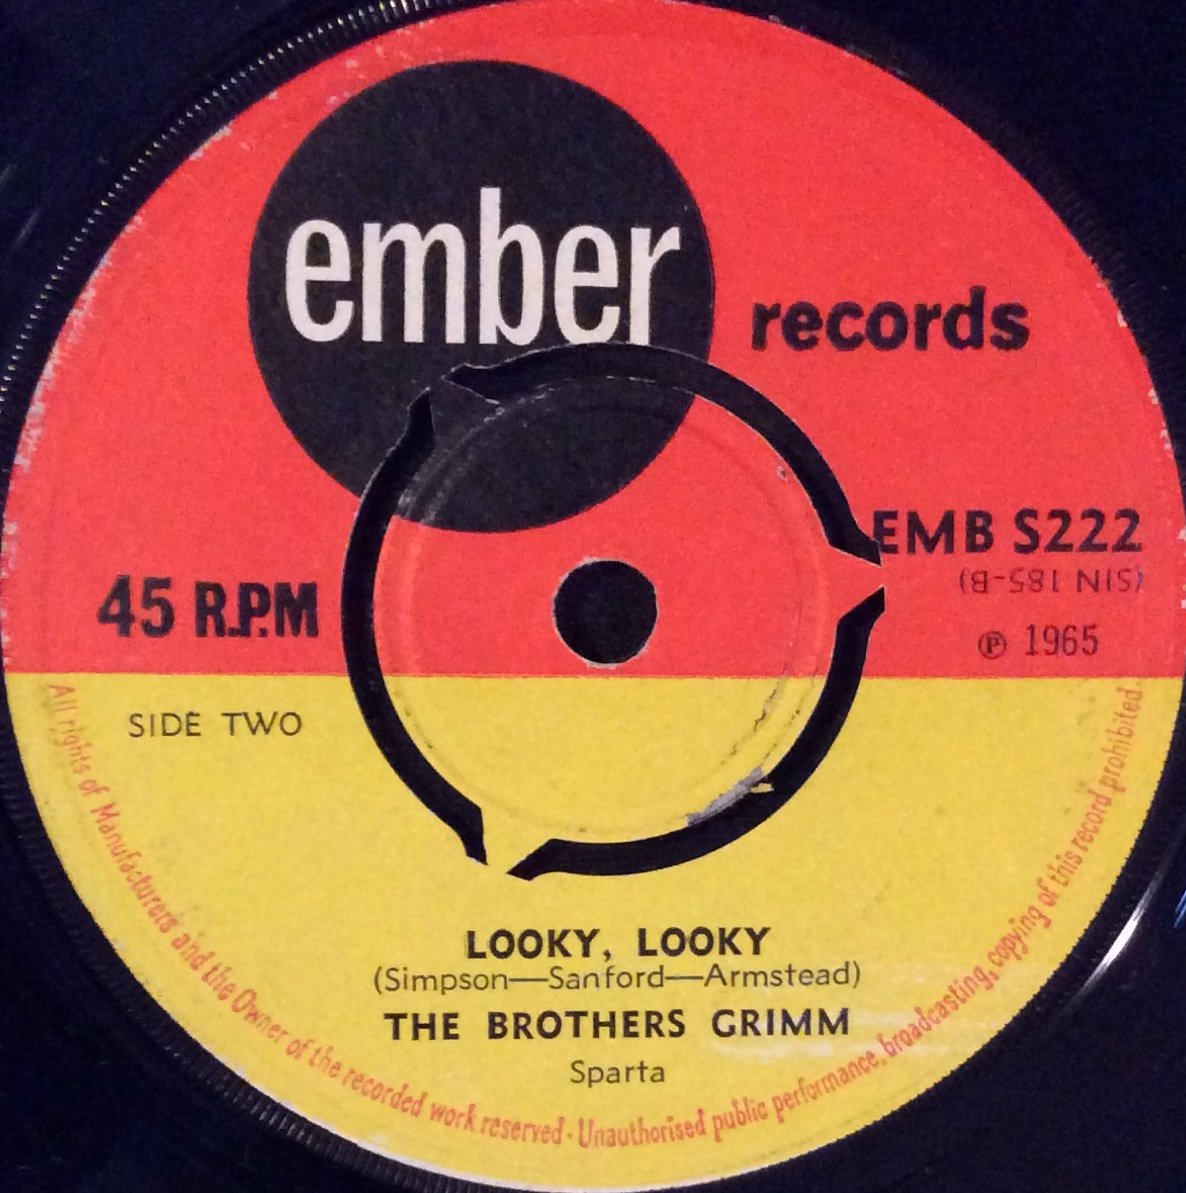 ember
records
EMB S222
(SIN 185-B)
℗ 1965
45 R.P.M
SIDE TWO
LOOKY, LOOKY
(Simpson—Sanford—Armstead)
THE BROTHERS GRIMM
Sparta
All rights of Manufacturers and the Owner of the recorded work reserved · Unauthorised public performance, broadcasting, copying of this record prohibited.